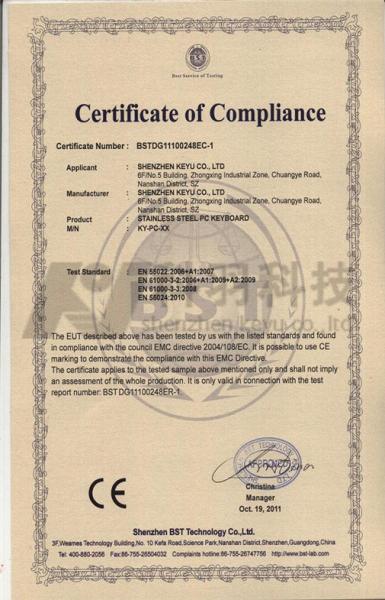 BST
Best Service of Testing
Certificate of Compliance
Certificate Number : BSTDG11100248EC-1
Applicant : SHENZHEN KEYU CO., LTD
6F/No.5 Building, Zhongxing Industrial Zone, Chuangye Road,
Nanshan District, SZ
Manufacturer : SHENZHEN KEYU CO., LTD
6F/No.5 Building, Zhongxing Industrial Zone, Chuangye Road,
Nanshan District, SZ
Product : STAINLESS STEEL PC KEYBOARD
M/N : KY-PC-XX
Test Standard : EN 55022:2006+A1:2007
EN 61000-3-2:2006+A1:2009+A2:2009
EN 61000-3-3:2008
EN 55024:2010
BST
科技
shenzhen keyu co. ltd
The EUT described above has been tested by us with the listed standards and found
in compliance with the council EMC directive 2004/108/EC. It is possible to use CE
marking to demonstrate the compliance with this EMC Directive.
The certificate applies to the tested sample above mentioned only and shall not imply
an assessment of the whole production. It is only valid in connection with the test
report number: BSTDG11100248ER-1.
APPROVED
CE
Christina
Manager
Oct. 19, 2011
Shenzhen BST Technology Co.,Ltd.
3F,Weames Technology Building,No. 10 Kefa Road,Science Park,Nanshan District,Shenzhen,Guangdong,China
Tel: 400-880-2056 Fax:86-755-26504032 Complaints hotline:86-755-26747756 http://www.bst-lab.com